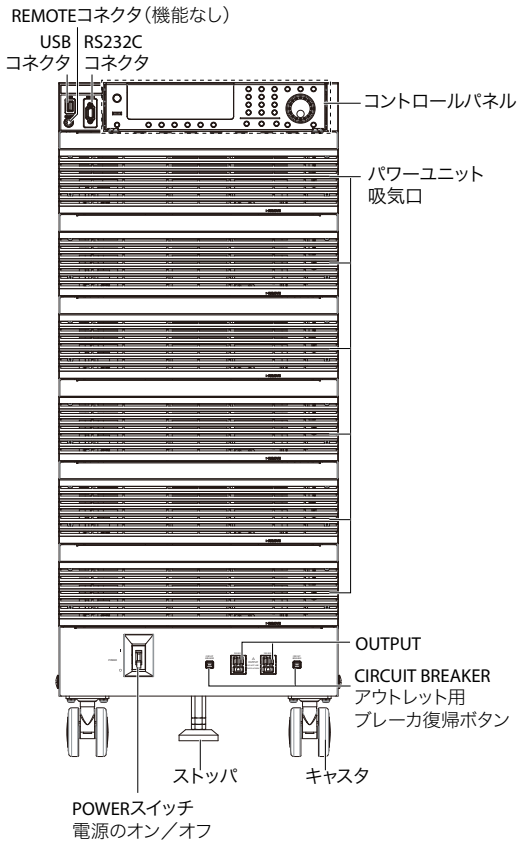 REMOTEコネクタ（機能なし）
USB
コネクタ
RS232C
コネクタ
コントロールパネル
パワーユニット
吸気口
OUTPUT
CIRCUIT BREAKER
アウトレット用
ブレーカ復帰ボタン
ストッパ
キャスタ
POWERスイッチ
電源のオン／オフ